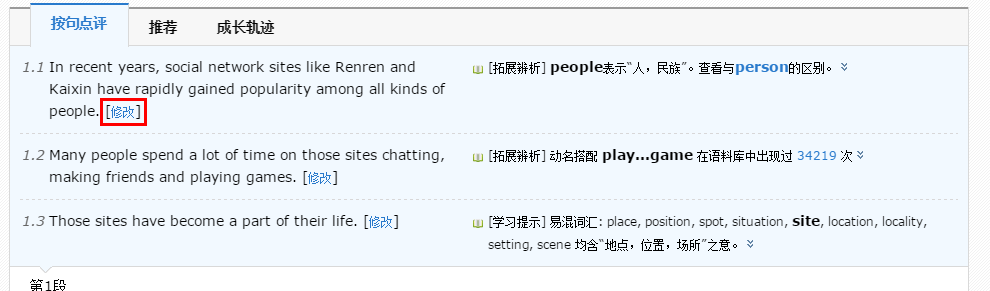 按句点评 推荐 成长轨迹
1.1 In recent years, social network sites like Renren and
Kaixin have rapidly gained popularity among all kinds of
people. [修改]
[拓展辨析] people表示“人，民族”。查看与person的区别。
1.2 Many people spend a lot of time on those sites chatting,
making friends and playing games. [修改]
[拓展辨析] 动名搭配 play...game 在语料库中出现过 34219 次
1.3 Those sites have become a part of their life. [修改]
[学习提示] 易混词汇: place, position, spot, situation, site, location, locality,
setting, scene 均含“地点，位置，场所”之意。
第1段